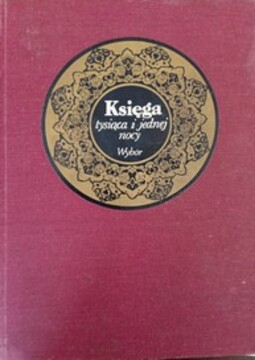 Księga
tysiąca i jednej
nocy
Wybór